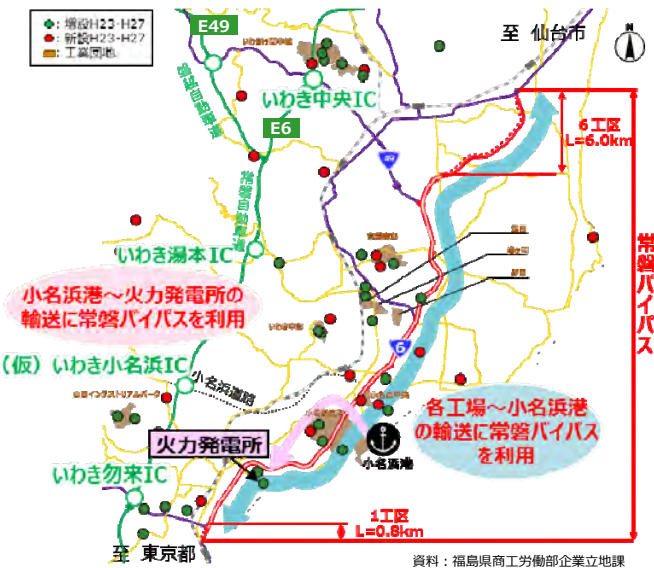 ：増設H23-H27
：新設H23-H27
：工業団地
E49
至 仙台市
N
いわき中央IC
E6
6工区
L=6.0km
49
常磐自動車道
常磐バイパス
いわき湯本IC
小名浜港～火力発電所の
輸送に常磐バイパスを利用
6
（仮）いわき小名浜IC
小名浜道路
各工場～小名浜港
の輸送に常磐バイパス
を利用
火力発電所
小名浜港
いわき勿来IC
1工区
L=0.8km
至 東京都
資料：福島県商工労働部企業立地課